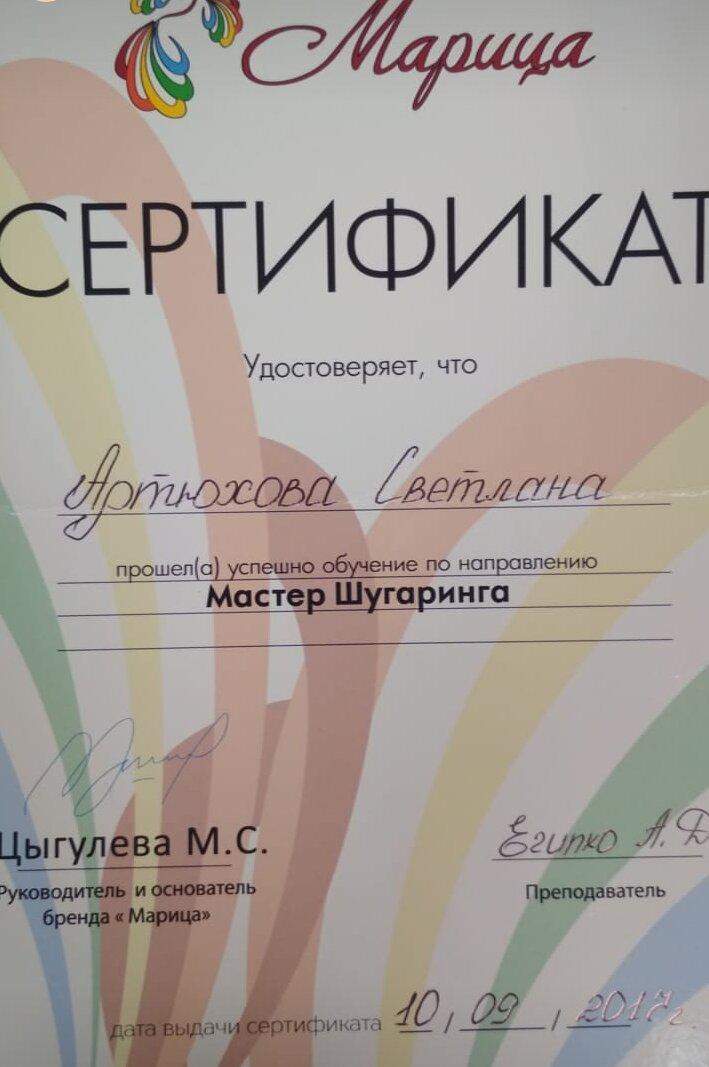 Марица
СЕРТИФИКАТ
Удостоверяет, что
Артюхова Светлана
прошел(а) успешно обучение по направлению
Мастер Шугаринга
Цыгулева М.С.
Египко А.Д
Руководитель и основатель
бренда « Марица»
Преподаватель
дата выдачи сертификата 10 / 09 / 2017г.